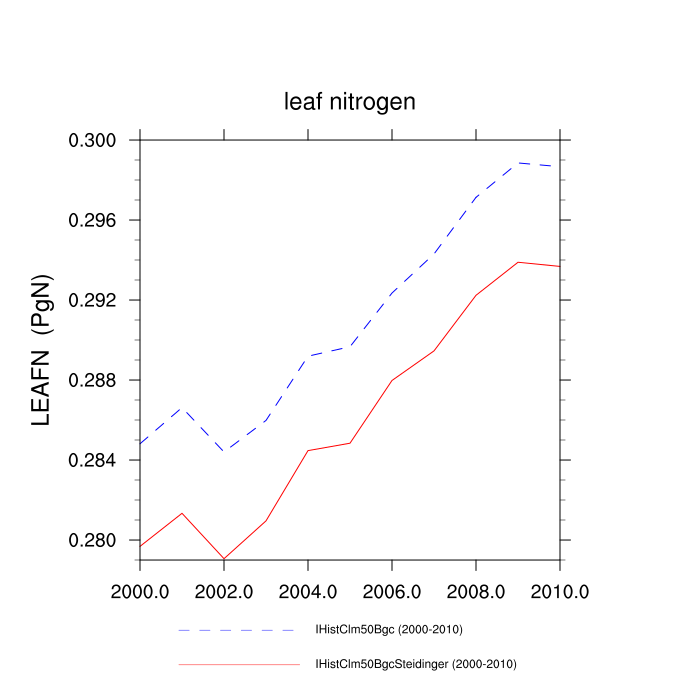 leaf nitrogen
0.300
0.296
0.292
0.288
0.284
0.280
LEAFN (PgN)
2000.0 2002.0 2004.0 2006.0 2008.0 2010.0
IHistClm50Bgc (2000-2010)
IHistClm50BgcSteidinger (2000-2010)